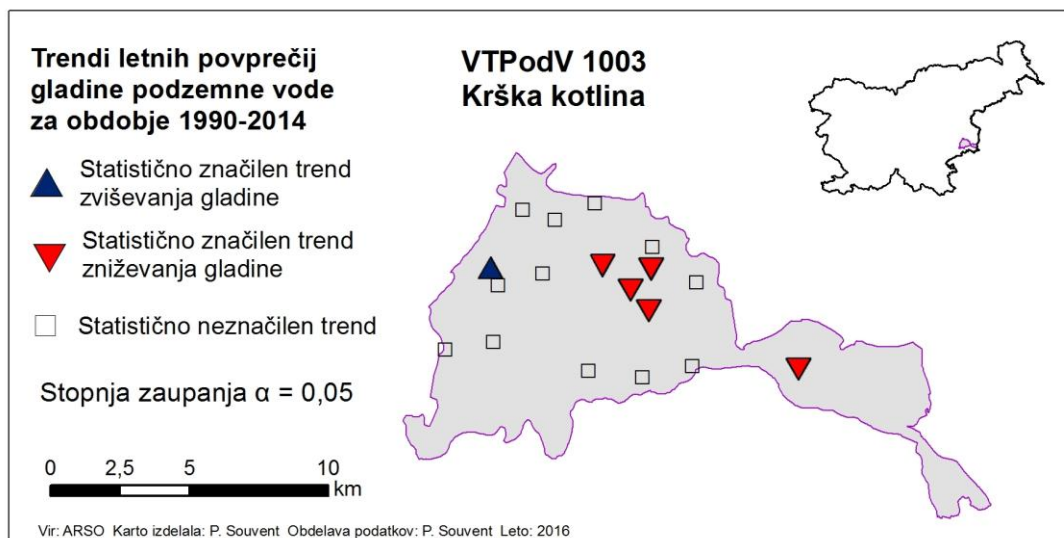 Trendi letnih povprečij
gladine podzemne vode
za obdobje 1990-2014
Statistično značilen trend
zviševanja gladine
Statistično značilen trend
zniževanja gladine
Statistično neznačilen trend
Stopnja zaupanja α = 0,05
0 2,5 5 10
km
Vir: ARSO Karto izdelala: P. Souvent Obdelava podatkov: P. Souvent Leto: 2016
VTPodV 1003
Krška kotlina